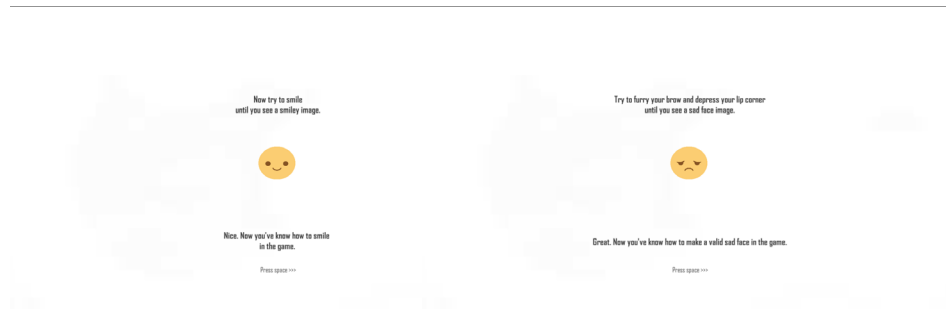 Now try to smile
until you see a smiley image.
Nice. Now you've know how to smile
in the game.
Press space >>>
Try to furry your brow and depress your lip corner
until you see a sad face image.
Great. Now you've know how to make a valid sad face in the game.
Press space >>>